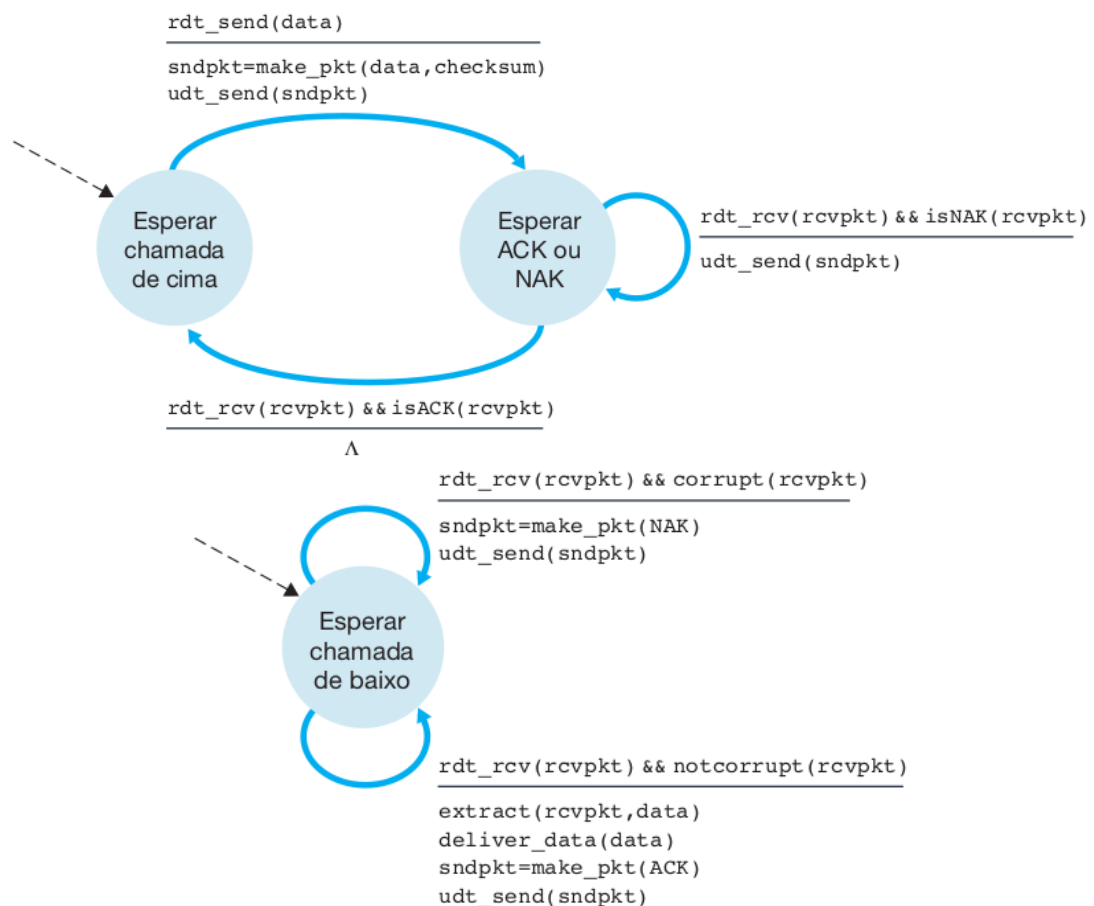 rdt_send(data)
sndpkt=make_pkt(data,checksum)
udt_send(sndpkt)
Esperar
chamada
de cima
Esperar
ACK ou
NAK
rdt_rcv(rcvpkt) && isNAK(rcvpkt)
udt_send(sndpkt)
rdt_rcv(rcvpkt) && isACK(rcvpkt)
Λ
rdt_rcv(rcvpkt) && corrupt(rcvpkt)
sndpkt=make_pkt(NAK)
udt_send(sndpkt)
Esperar
chamada
de baixo
rdt_rcv(rcvpkt) && notcorrupt(rcvpkt)
extract(rcvpkt,data)
deliver_data(data)
sndpkt=make_pkt(ACK)
udt_send(sndpkt)